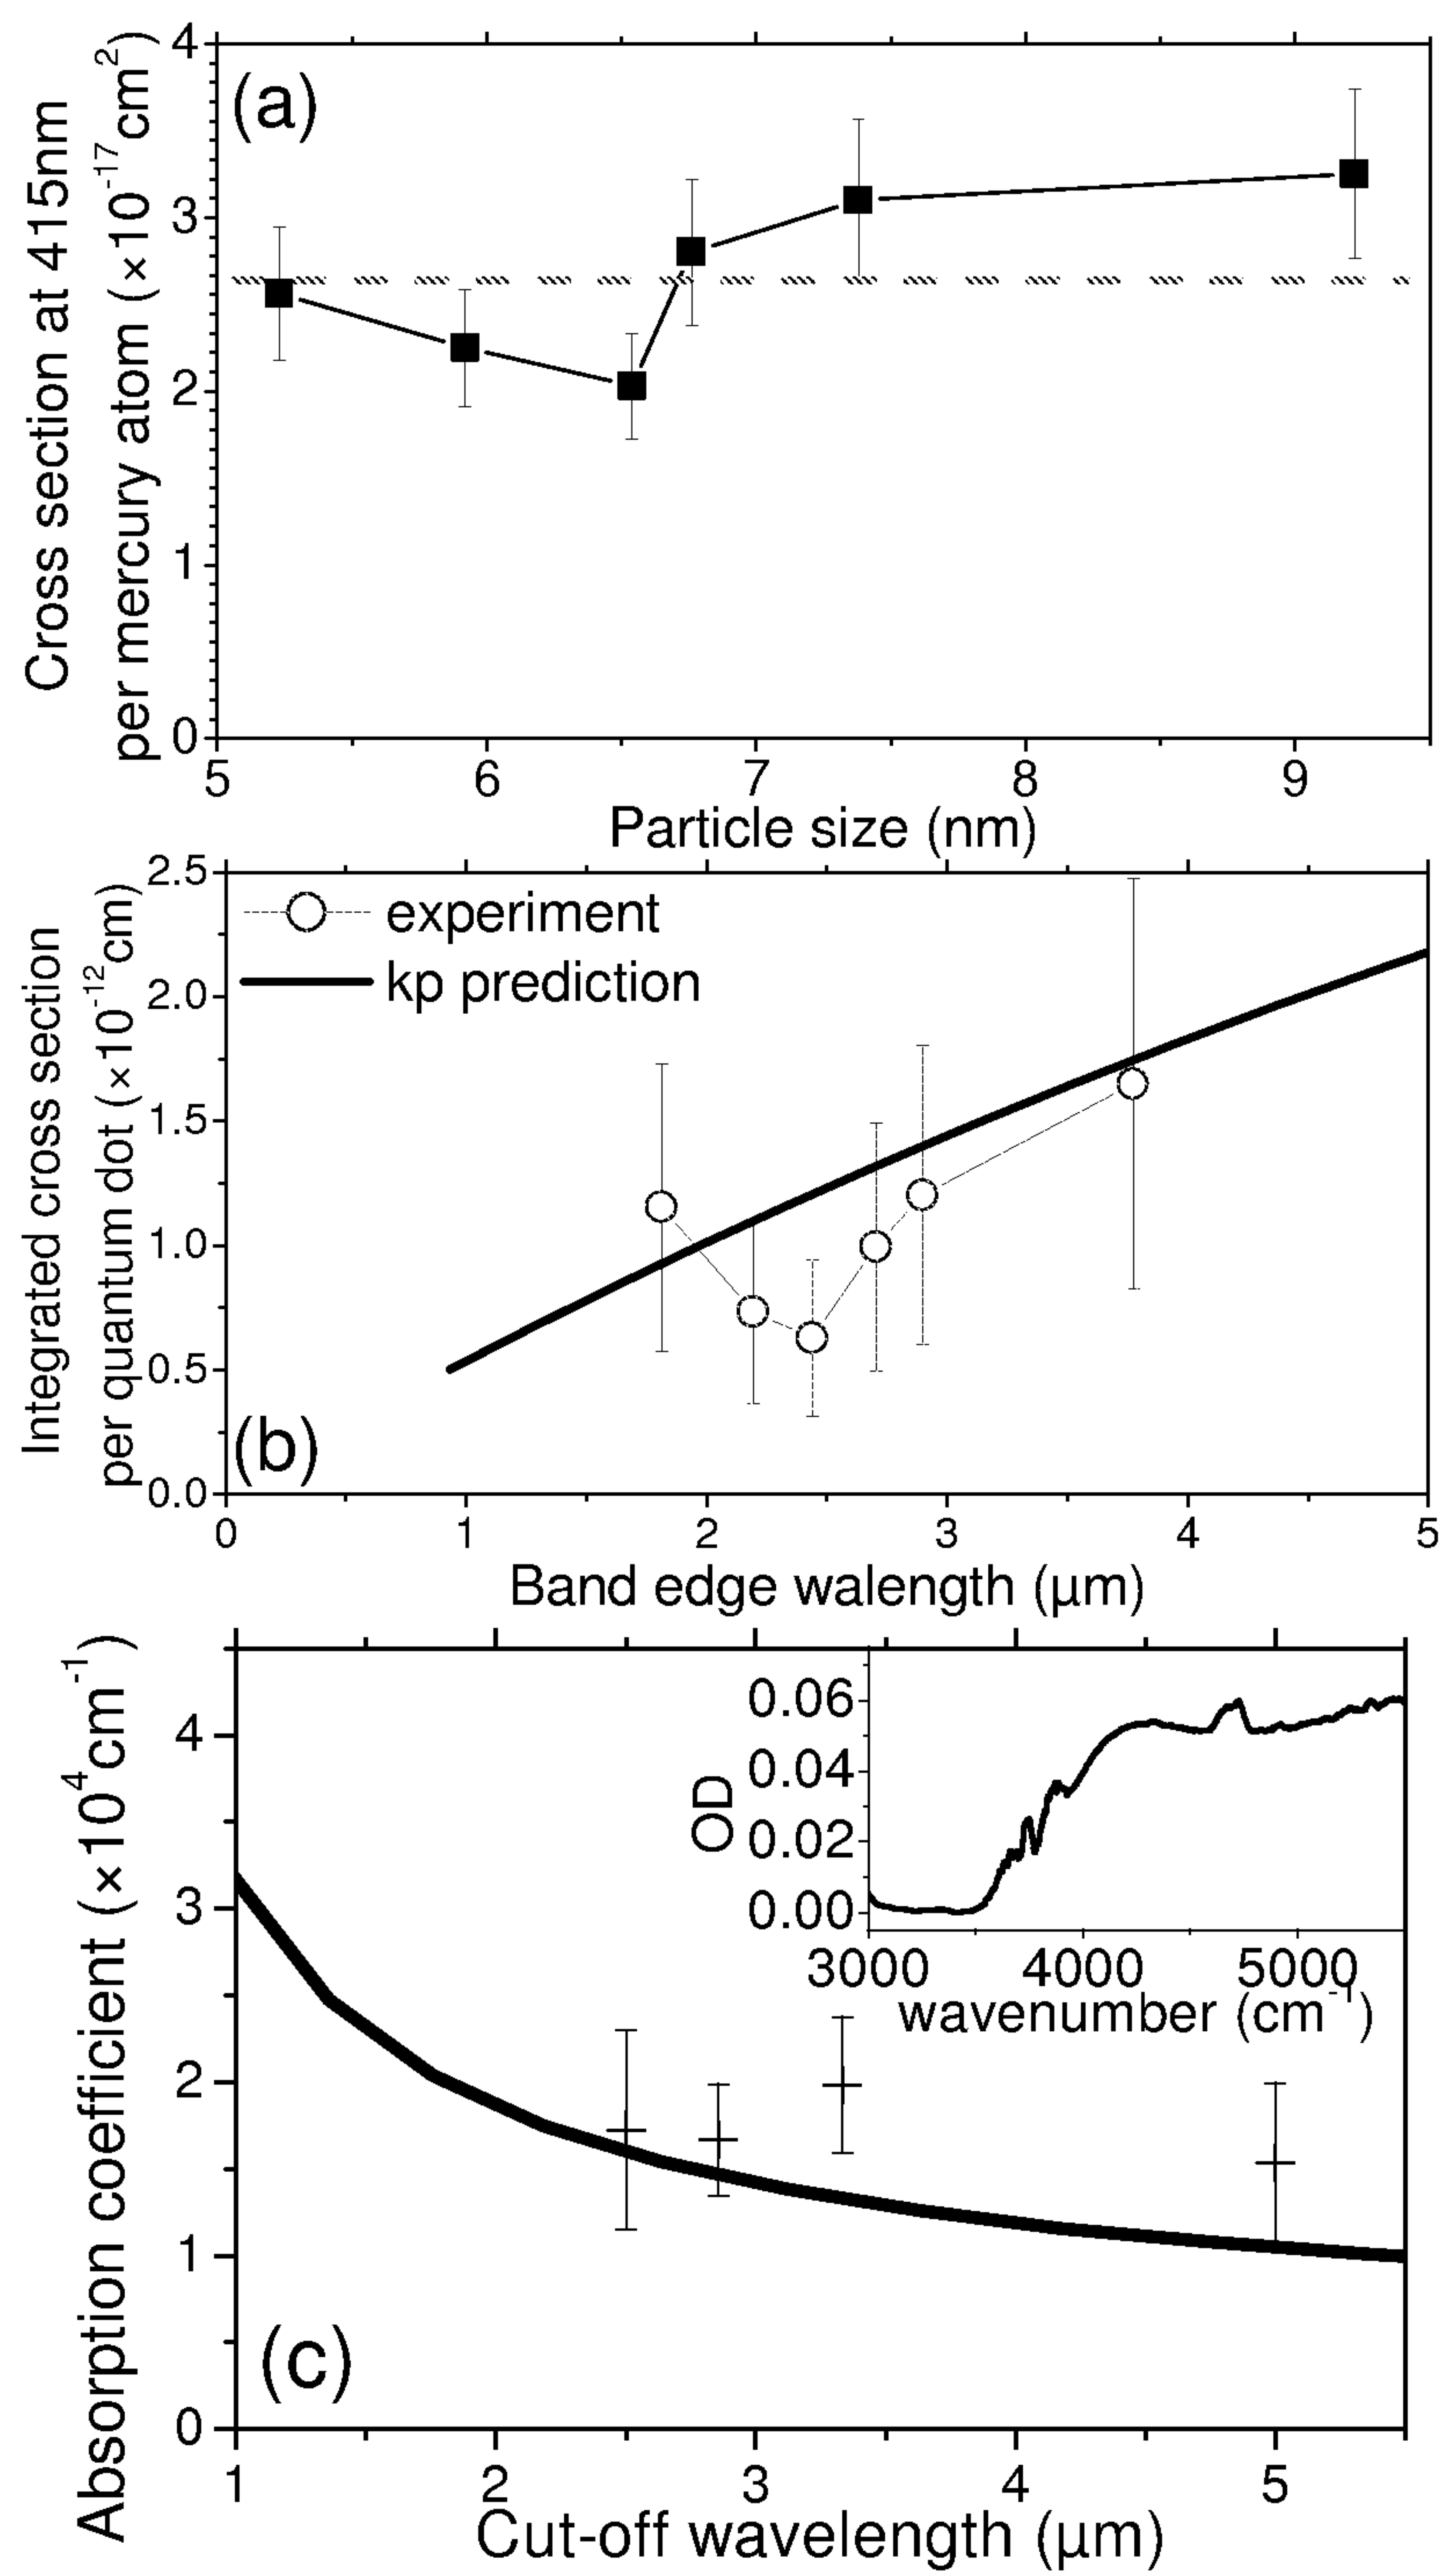 Cross section at 415nm
per mercury atom (×10⁻¹⁷cm²)
4
3
2
1
0
(a)
5 6 7 8 9
Particle size (nm)
Integrated cross section
per quantum dot (×10⁻¹²cm)
2.5
2.0
1.5
1.0
0.5
0.0
experiment
kp prediction
(b)
0 1 2 3 4 5
Band edge walength (μm)
Absorption coefficient (×10⁴cm⁻¹)
4
3
2
1
0
OD
0.06
0.04
0.02
0.00
3000 4000 5000
wavenumber (cm⁻¹)
(c)
1 2 3 4 5
Cut-off wavelength (μm)